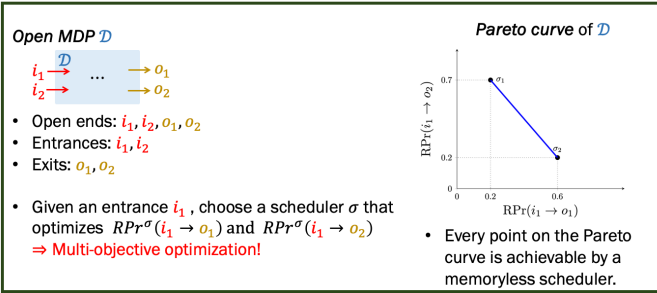 Open MDP 𝔻
𝔻
i₁ ... o₁
i₂ o₂
• Open ends: i₁, i₂, o₁, o₂
• Entrances: i₁, i₂
• Exits: o₁, o₂
• Given an entrance i₁ , choose a scheduler σ that
optimizes RPr^σ(i₁ → o₁) and RPr^σ(i₁ → o₂)
⇒ Multi-objective optimization!
Pareto curve of 𝔻
RPr(i₁ → o₂)
0.7
0.2
0
σ₁
σ₂
0 0.2 0.6
RPr(i₁ → o₁)
• Every point on the Pareto
curve is achievable by a
memoryless scheduler.